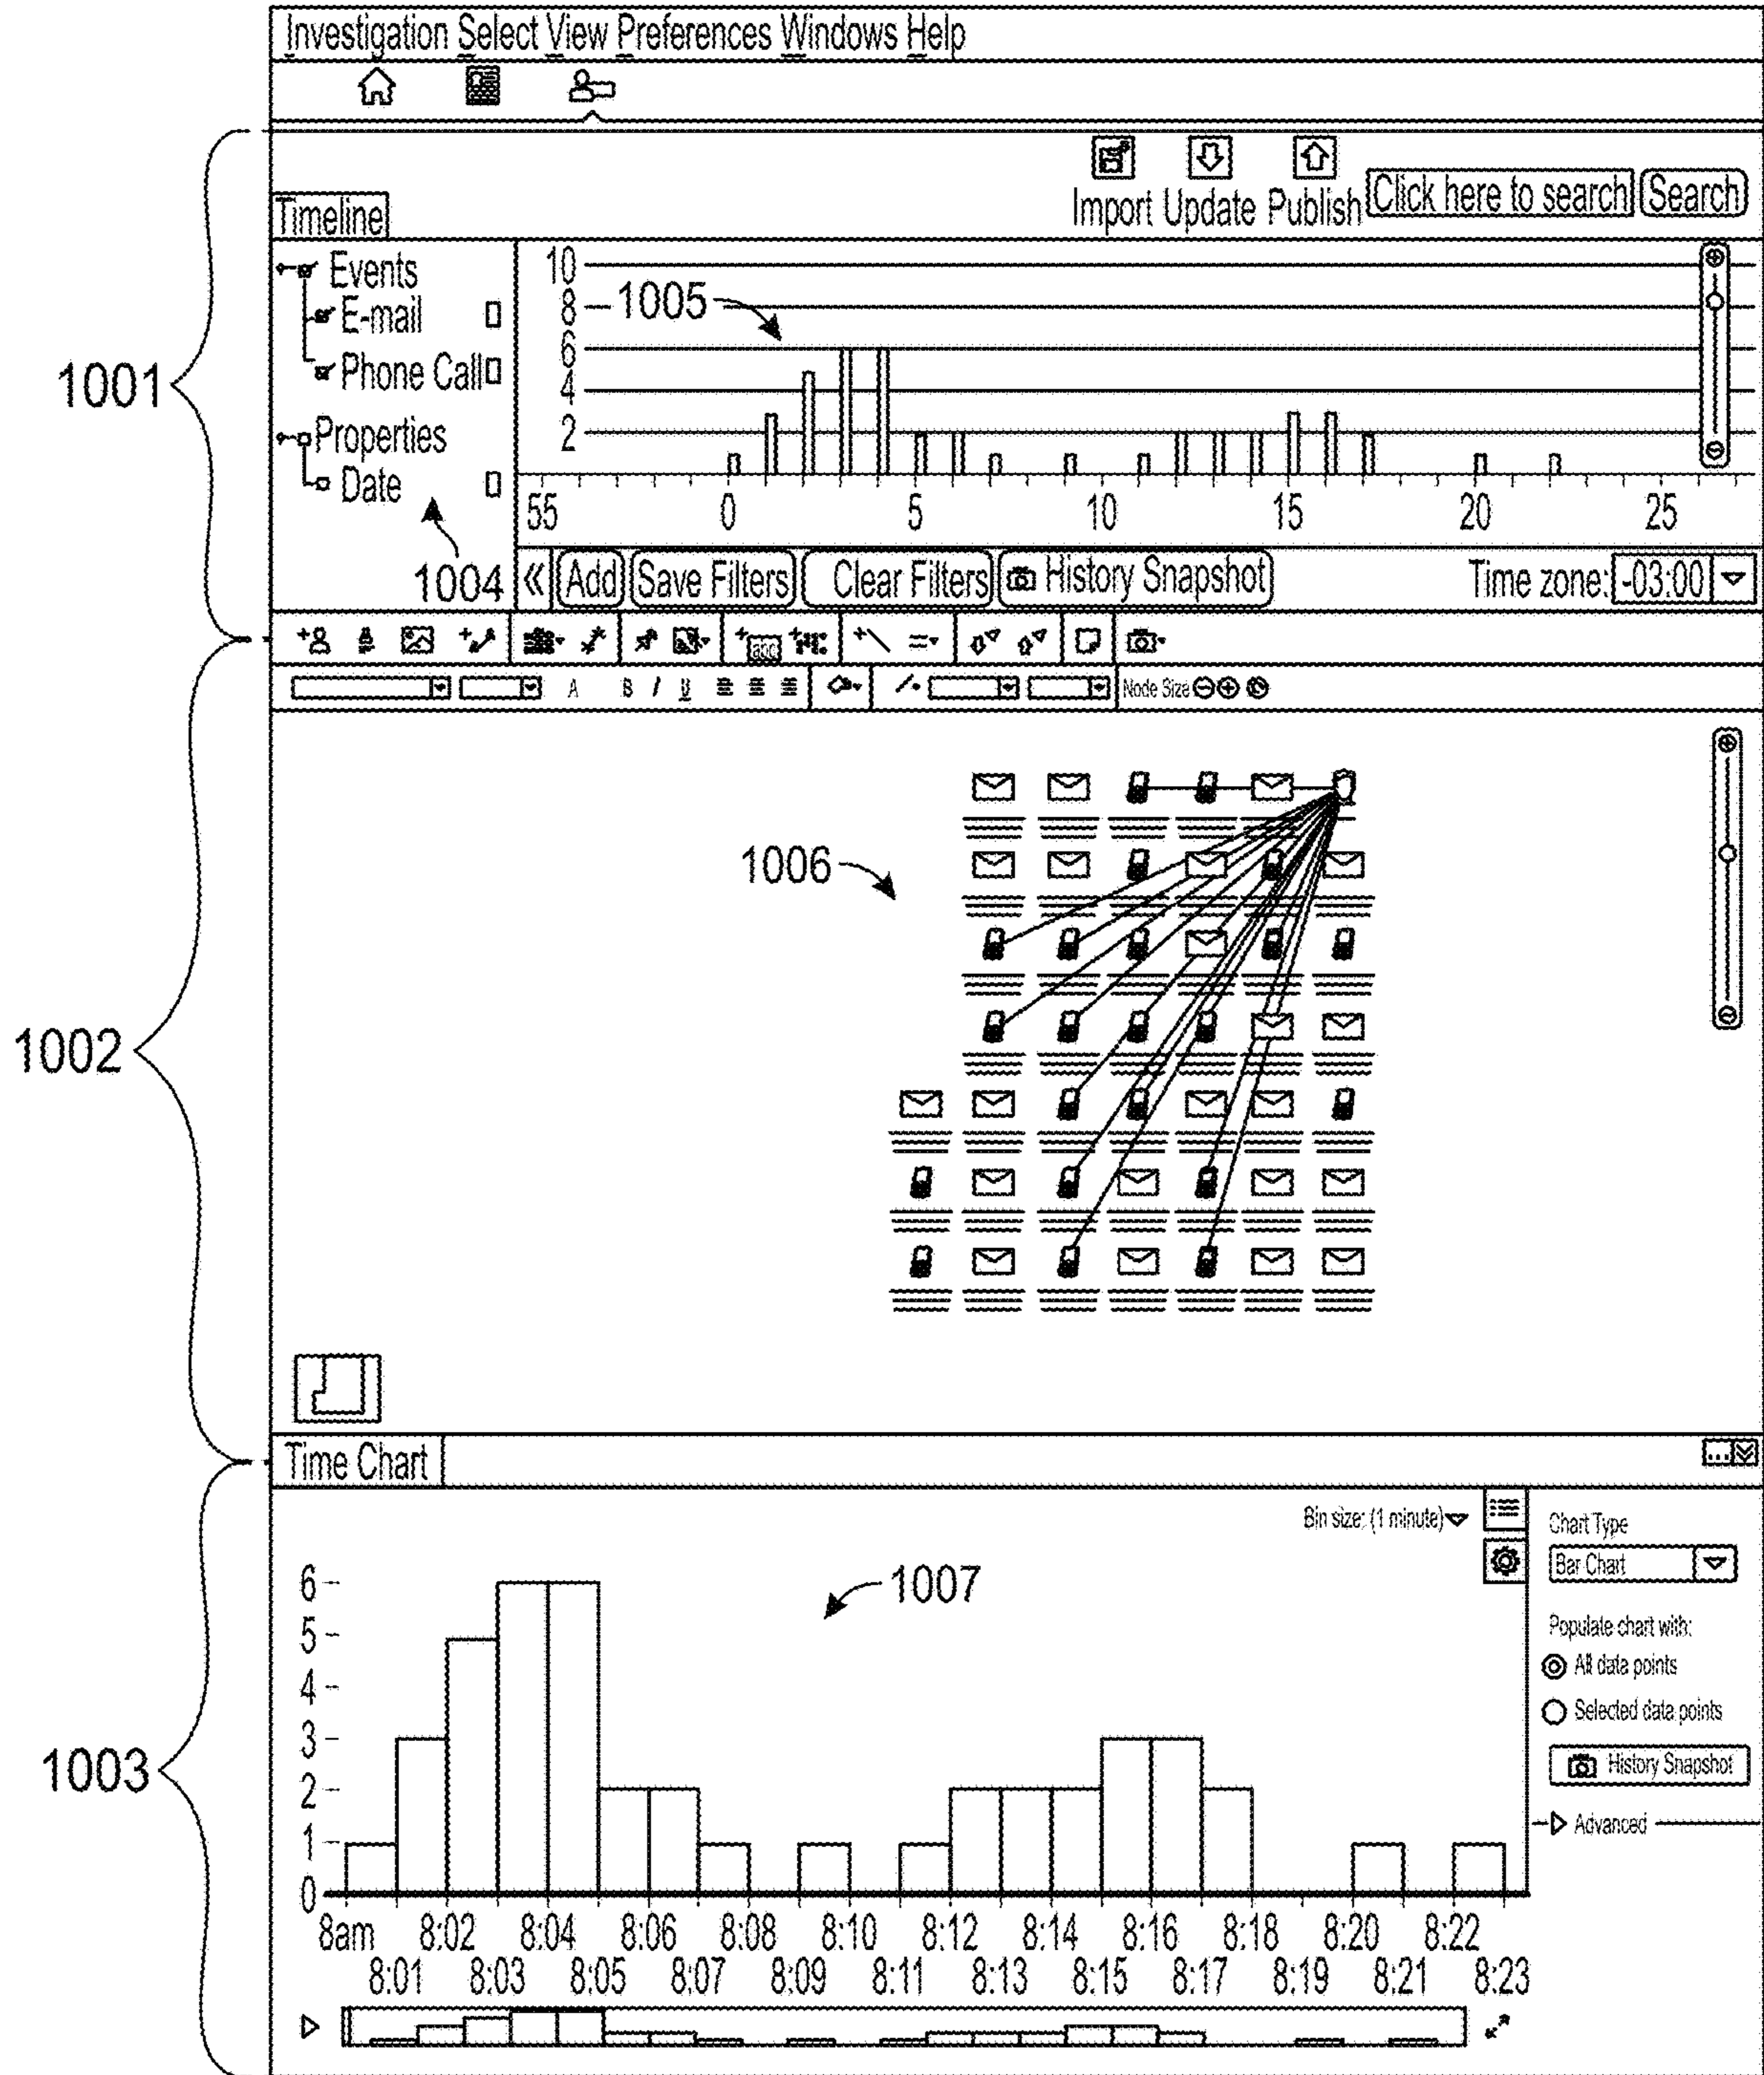 Investigation Select View Preferences Windows Help
Import Update Publish Click here to search Search
Timeline
Events
E-mail
Phone Call
Properties
Date
10
8
6
4
2
1005
55 0 5 10 15 20 25
1001
1004
« Add Save Filters Clear Filters History Snapshot Time zone: -03:00
abc
A B I U Node Size
1006
1002
Time Chart
Bin size: (1 minute)
Chart Type
Bar Chart
Populate chart with:
All data points
Selected data points
History Snapshot
Advanced
1007
1003
6
5
4
3
2
1
0
8am 8:02 8:04 8:06 8:08 8:10 8:12 8:14 8:16 8:18 8:20 8:22
8:01 8:03 8:05 8:07 8:09 8:11 8:13 8:15 8:17 8:19 8:21 8:23